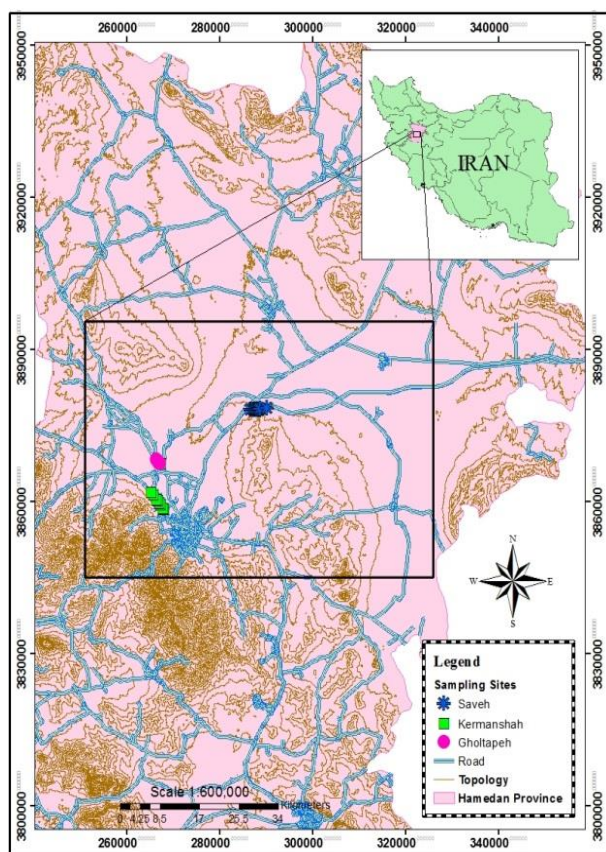 260000 280000 300000 320000 340000
3950000
3920000
3890000
3860000
3830000
3800000
3950000
3920000
3890000
3860000
3830000
3800000
IRAN
N
W E
S
Legend
Sampling Sites
Saveh
Kermanshah
Gholtapeh
Road
Topology
Hamedan Province
Scale 1:600,000
Kilometers
0 4.25 8.5 17 25.5 34
260000 280000 300000 320000 340000